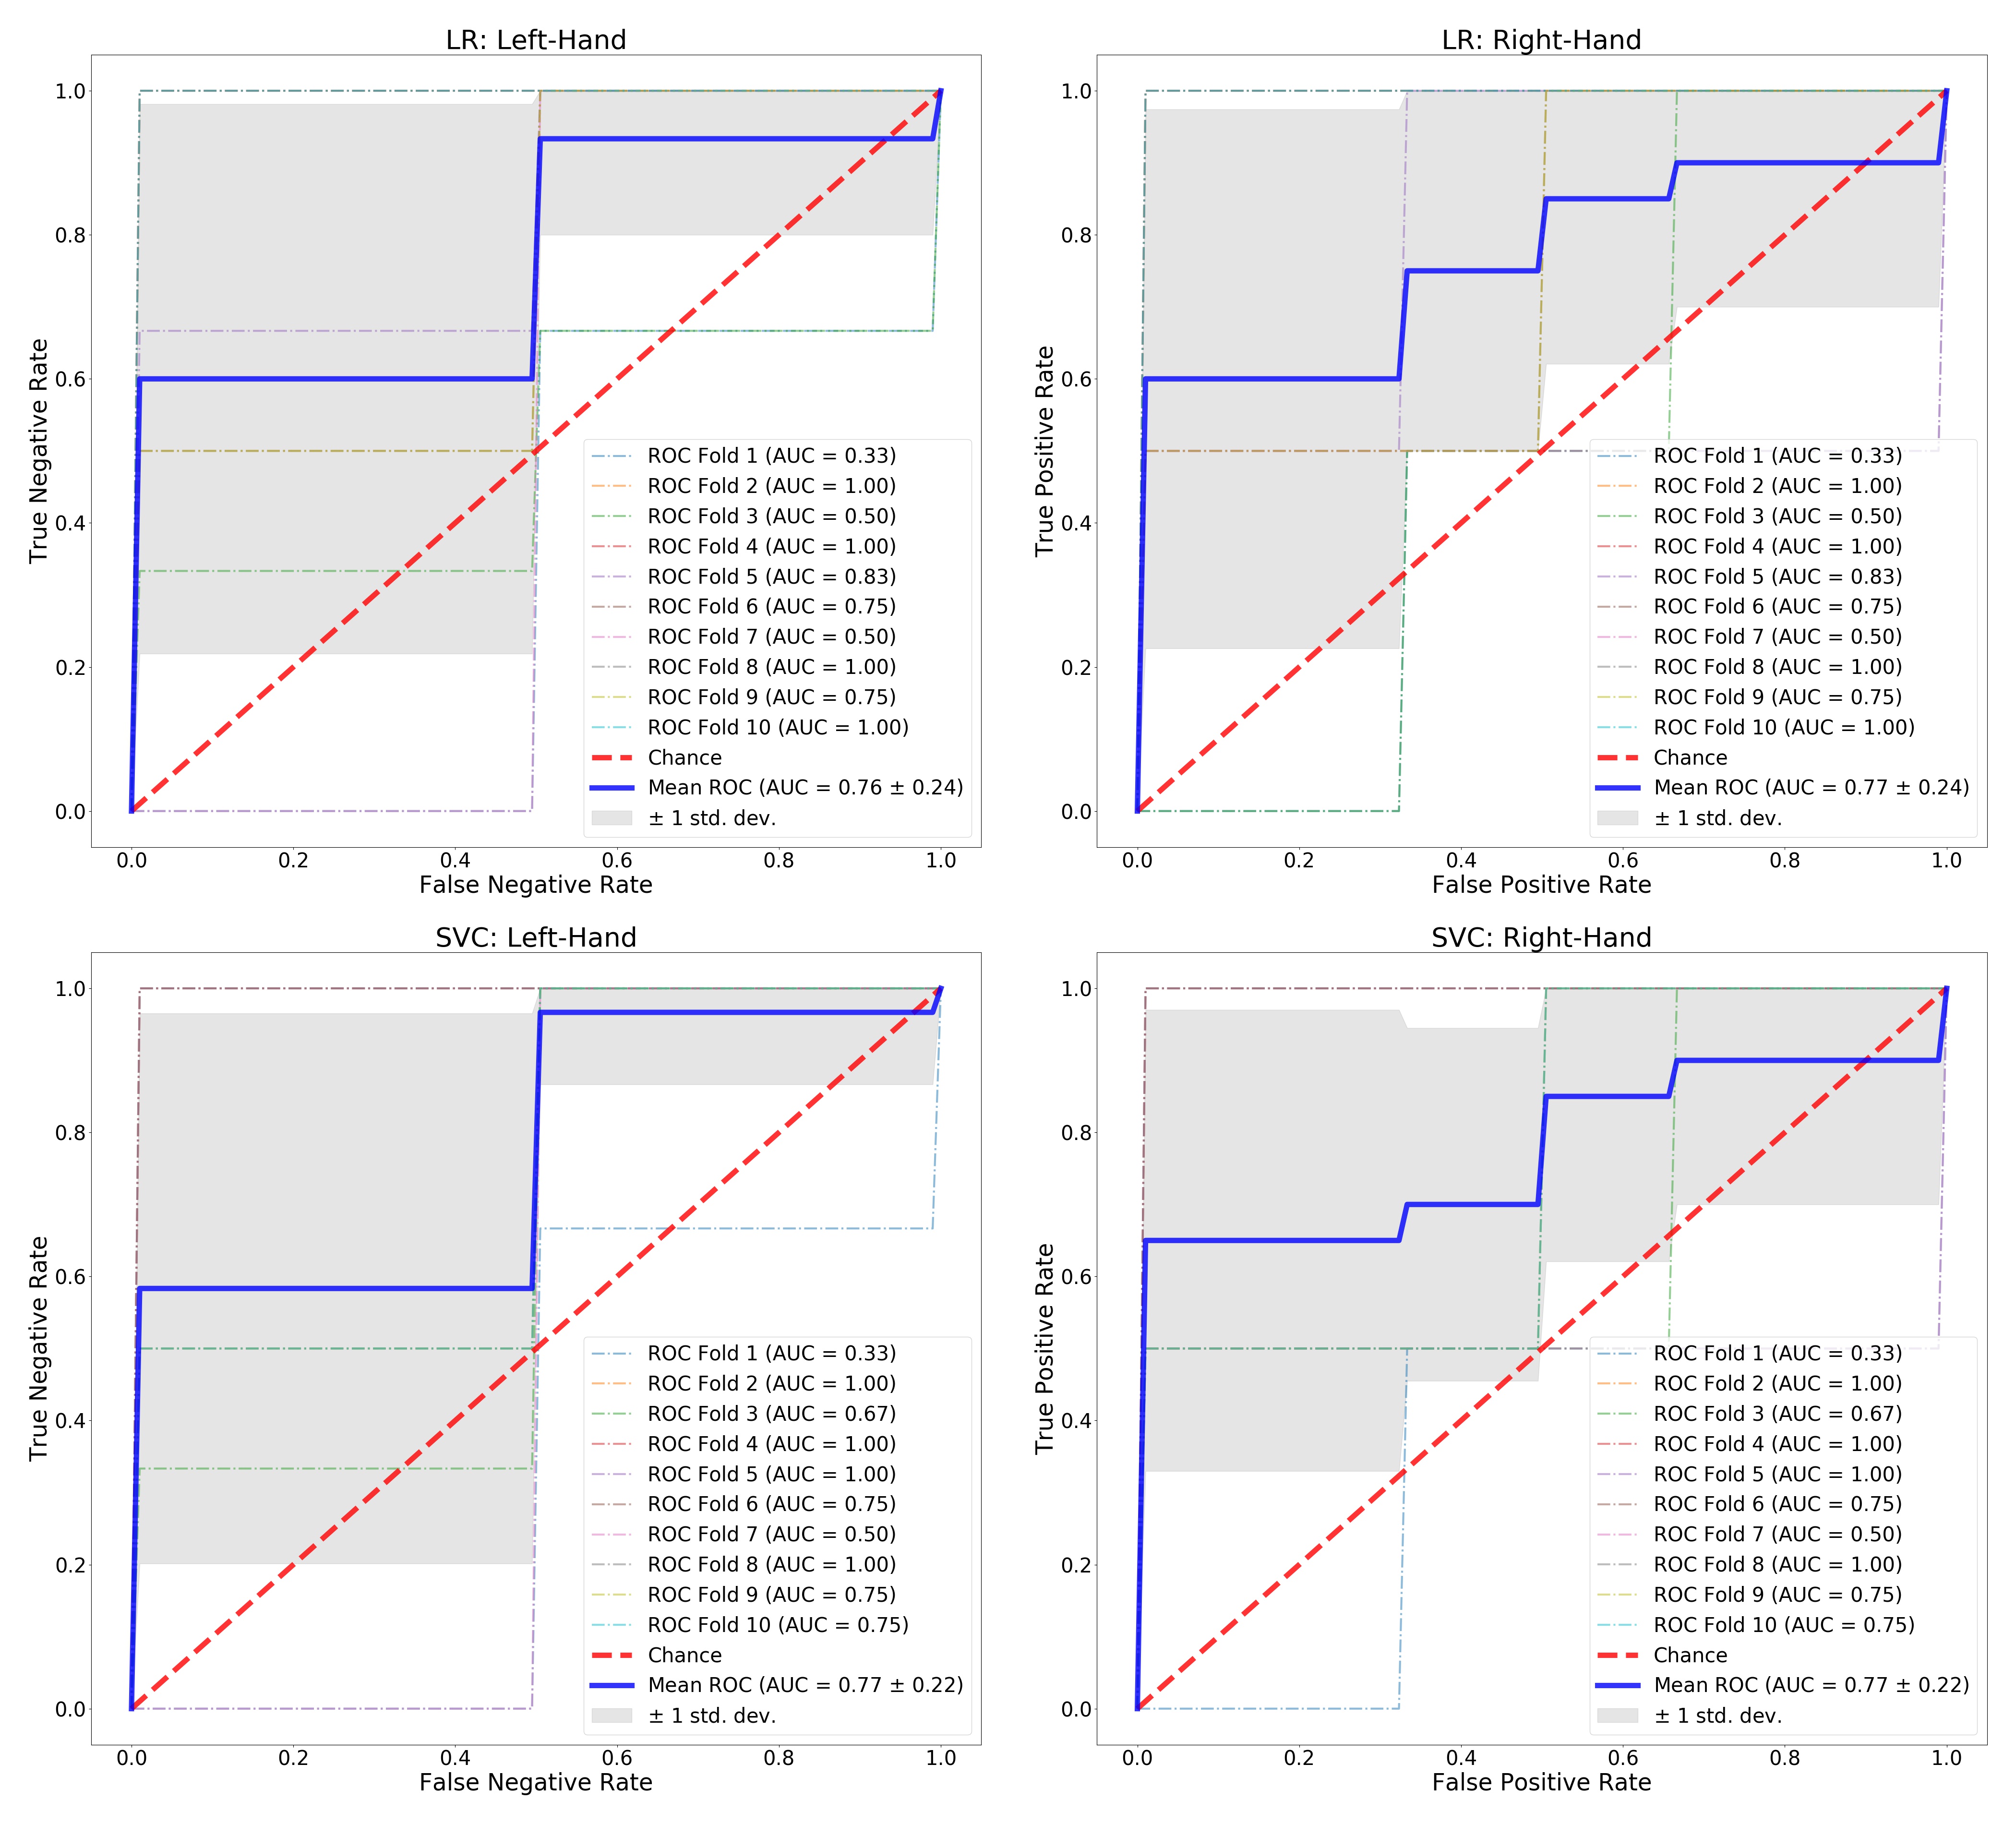 LR: Left-Hand
True Negative Rate
1.0
0.8
0.6
0.4
0.2
0.0
ROC Fold 1 (AUC = 0.33)
ROC Fold 2 (AUC = 1.00)
ROC Fold 3 (AUC = 0.50)
ROC Fold 4 (AUC = 1.00)
ROC Fold 5 (AUC = 0.83)
ROC Fold 6 (AUC = 0.75)
ROC Fold 7 (AUC = 0.50)
ROC Fold 8 (AUC = 1.00)
ROC Fold 9 (AUC = 0.75)
ROC Fold 10 (AUC = 1.00)
Chance
Mean ROC (AUC = 0.76 ± 0.24)
± 1 std. dev.
0.0 0.2 0.4 0.6 0.8 1.0
False Negative Rate
LR: Right-Hand
True Positive Rate
1.0
0.8
0.6
0.4
0.2
0.0
ROC Fold 1 (AUC = 0.33)
ROC Fold 2 (AUC = 1.00)
ROC Fold 3 (AUC = 0.50)
ROC Fold 4 (AUC = 1.00)
ROC Fold 5 (AUC = 0.83)
ROC Fold 6 (AUC = 0.75)
ROC Fold 7 (AUC = 0.50)
ROC Fold 8 (AUC = 1.00)
ROC Fold 9 (AUC = 0.75)
ROC Fold 10 (AUC = 1.00)
Chance
Mean ROC (AUC = 0.77 ± 0.24)
± 1 std. dev.
0.0 0.2 0.4 0.6 0.8 1.0
False Positive Rate
SVC: Left-Hand
True Negative Rate
1.0
0.8
0.6
0.4
0.2
0.0
ROC Fold 1 (AUC = 0.33)
ROC Fold 2 (AUC = 1.00)
ROC Fold 3 (AUC = 0.67)
ROC Fold 4 (AUC = 1.00)
ROC Fold 5 (AUC = 1.00)
ROC Fold 6 (AUC = 0.75)
ROC Fold 7 (AUC = 0.50)
ROC Fold 8 (AUC = 1.00)
ROC Fold 9 (AUC = 0.75)
ROC Fold 10 (AUC = 0.75)
Chance
Mean ROC (AUC = 0.77 ± 0.22)
± 1 std. dev.
0.0 0.2 0.4 0.6 0.8 1.0
False Negative Rate
SVC: Right-Hand
True Positive Rate
1.0
0.8
0.6
0.4
0.2
0.0
ROC Fold 1 (AUC = 0.33)
ROC Fold 2 (AUC = 1.00)
ROC Fold 3 (AUC = 0.67)
ROC Fold 4 (AUC = 1.00)
ROC Fold 5 (AUC = 1.00)
ROC Fold 6 (AUC = 0.75)
ROC Fold 7 (AUC = 0.50)
ROC Fold 8 (AUC = 1.00)
ROC Fold 9 (AUC = 0.75)
ROC Fold 10 (AUC = 0.75)
Chance
Mean ROC (AUC = 0.77 ± 0.22)
± 1 std. dev.
0.0 0.2 0.4 0.6 0.8 1.0
False Positive Rate